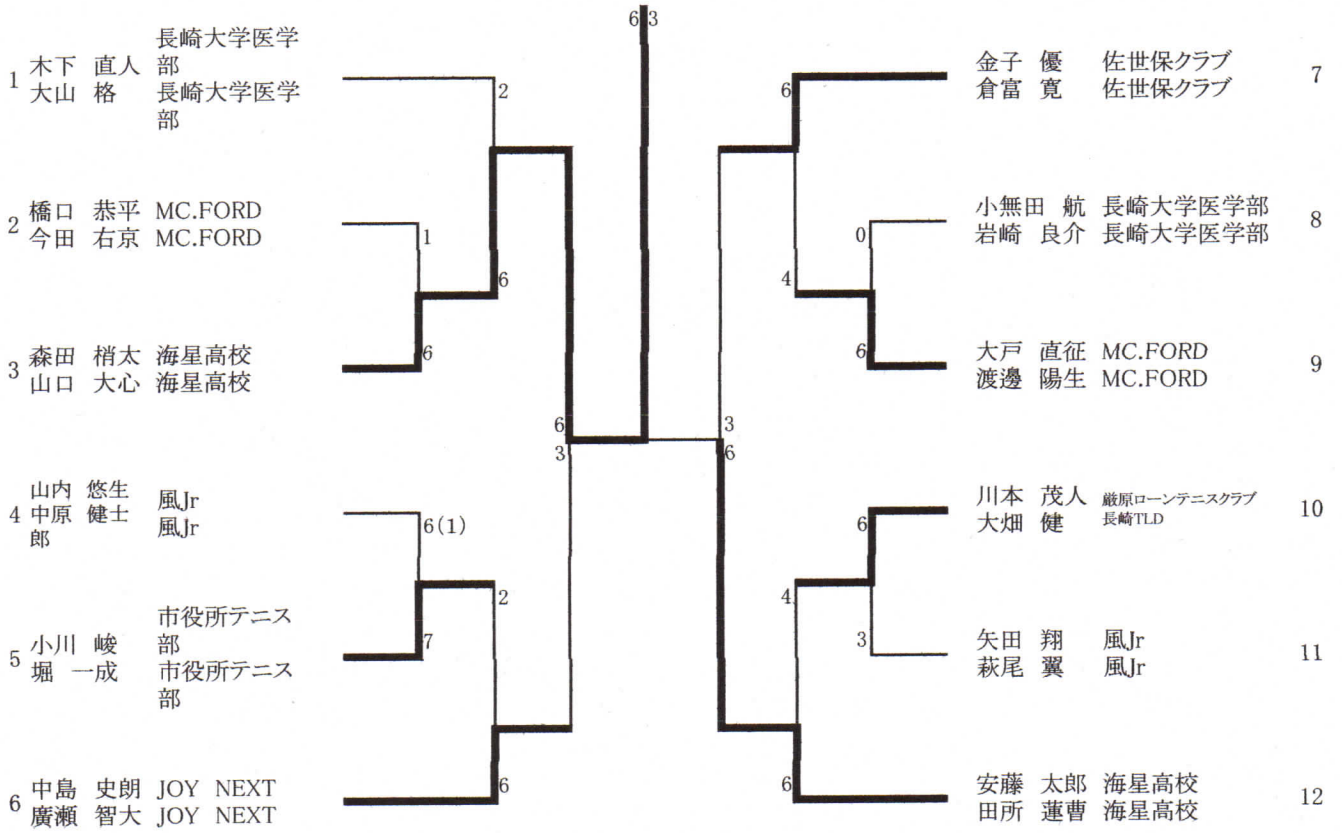 6 3
長崎大学医学
1 木下 直人 部
大山 格 長崎大学医学
部
2
2 橋口 恭平 MC.FORD
今田 右京 MC.FORD
1
6
3 森田 梢太 海星高校
山口 大心 海星高校
6
6
3
山内 悠生 風Jr
4 中原 健士 風Jr
郎
6(1)
2
市役所テニス
5 小川 峻 部
堀 一成 市役所テニス
部
7
6 中島 史朗 JOY NEXT
廣瀬 智大 JOY NEXT
6
金子 優 佐世保クラブ 7
倉富 寛 佐世保クラブ
6
小無田 航 長崎大学医学部 8
岩崎 良介 長崎大学医学部
0
4
大戸 直征 MC.FORD 9
渡邊 陽生 MC.FORD
6
3
6
川本 茂人 厳原ローンテニスクラブ 10
大畑 健 長崎TLD
6
4
矢田 翔 風Jr 11
萩尾 翼 風Jr
3
安藤 太郎 海星高校 12
田所 蓮曹 海星高校
6